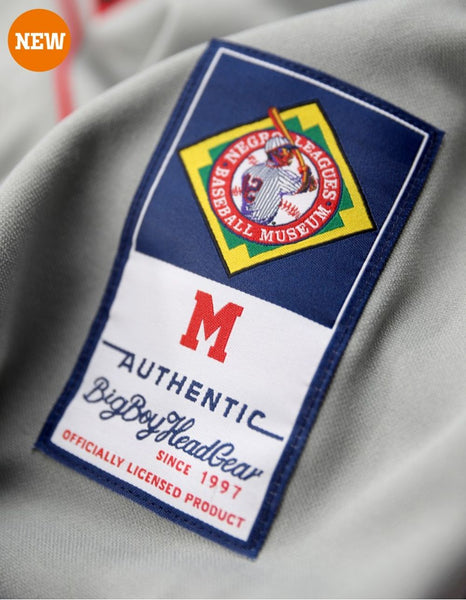 NEW
NEGRO LEAGUES
BASEBALL MUSEUM
M
AUTHENTIC
BigBoyHeadGear
SINCE 1997
OFFICIALLY LICENSED PRODUCT